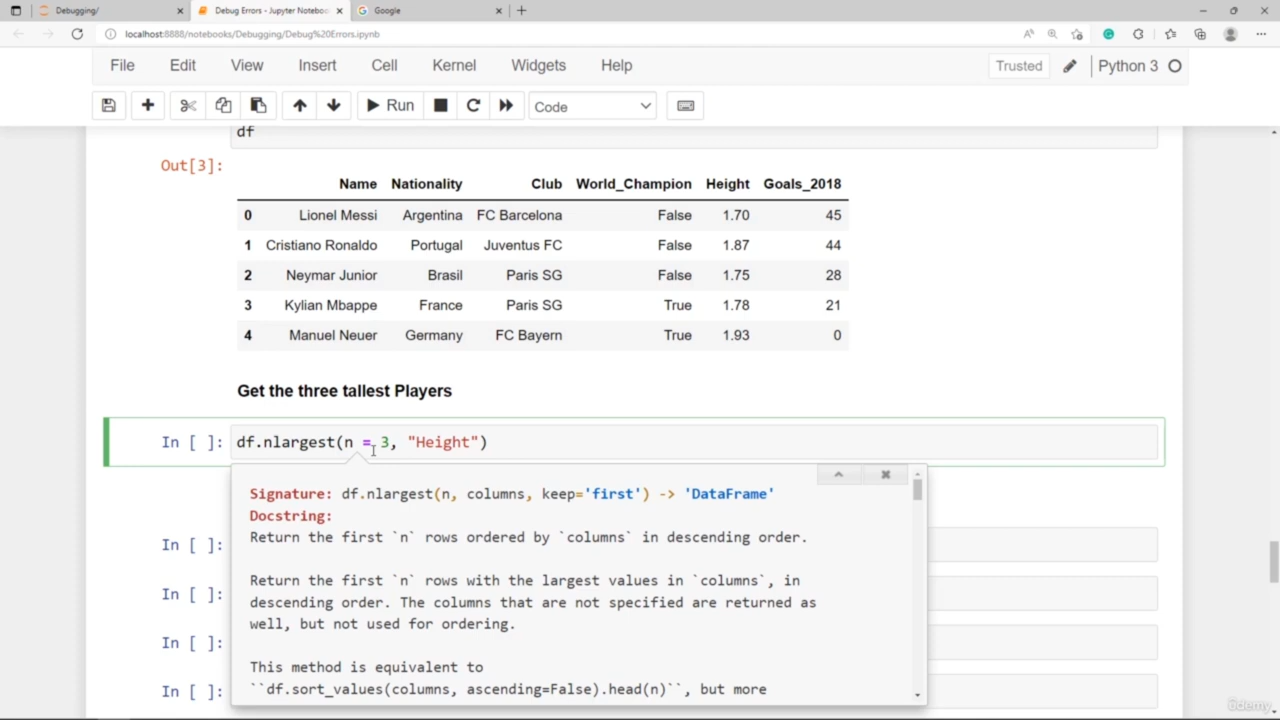 Debugging/
Debug Errors - Jupyter Noteboo
Google
localhost:8888/notebooks/Debugging/Debug%20Errors.ipynb
File Edit View Insert Cell Kernel Widgets Help
Trusted
Python 3
Run
Code
df
Out[3]:
Name Nationality Club World_Champion Height Goals_2018
0 Lionel Messi Argentina FC Barcelona False 1.70 45
1 Cristiano Ronaldo Portugal Juventus FC False 1.87 44
2 Neymar Junior Brasil Paris SG False 1.75 28
3 Kylian Mbappe France Paris SG True 1.78 21
4 Manuel Neuer Germany FC Bayern True 1.93 0
Get the three tallest Players
In [ ]: df.nlargest(n = 3, "Height")
Signature: df.nlargest(n, columns, keep='first') -> 'DataFrame'
Docstring:
Return the first `n` rows ordered by `columns` in descending order.
Return the first `n` rows with the largest values in `columns`, in
descending order. The columns that are not specified are returned as
well, but not used for ordering.
This method is equivalent to
``df.sort_values(columns, ascending=False).head(n)``, but more
In [ ]:
In [ ]:
In [ ]:
In [ ]:
ûdemy